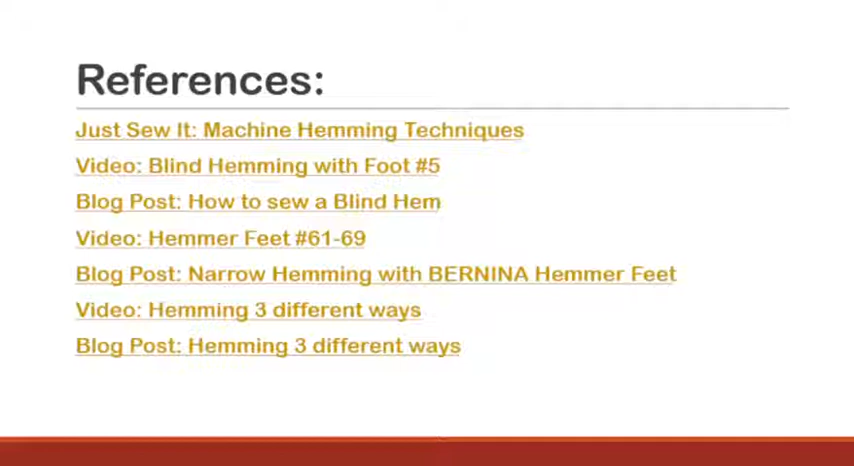 References:
Just Sew It: Machine Hemming Techniques
Video: Blind Hemming with Foot #5
Blog Post: How to sew a Blind Hem
Video: Hemmer Feet #61-69
Blog Post: Narrow Hemming with BERNINA Hemmer Feet
Video: Hemming 3 different ways
Blog Post: Hemming 3 different ways